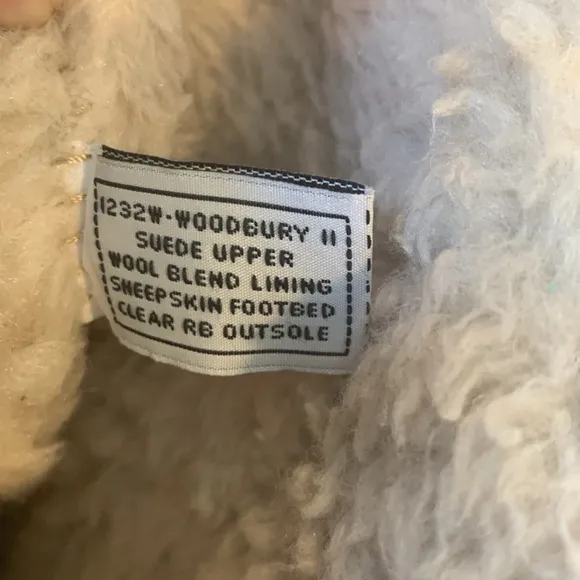 1232W-WOODBURY II
SUEDE UPPER
WOOL BLEND LINING
SHEEPSKIN FOOTBED
CLEAR RB OUTSOLE